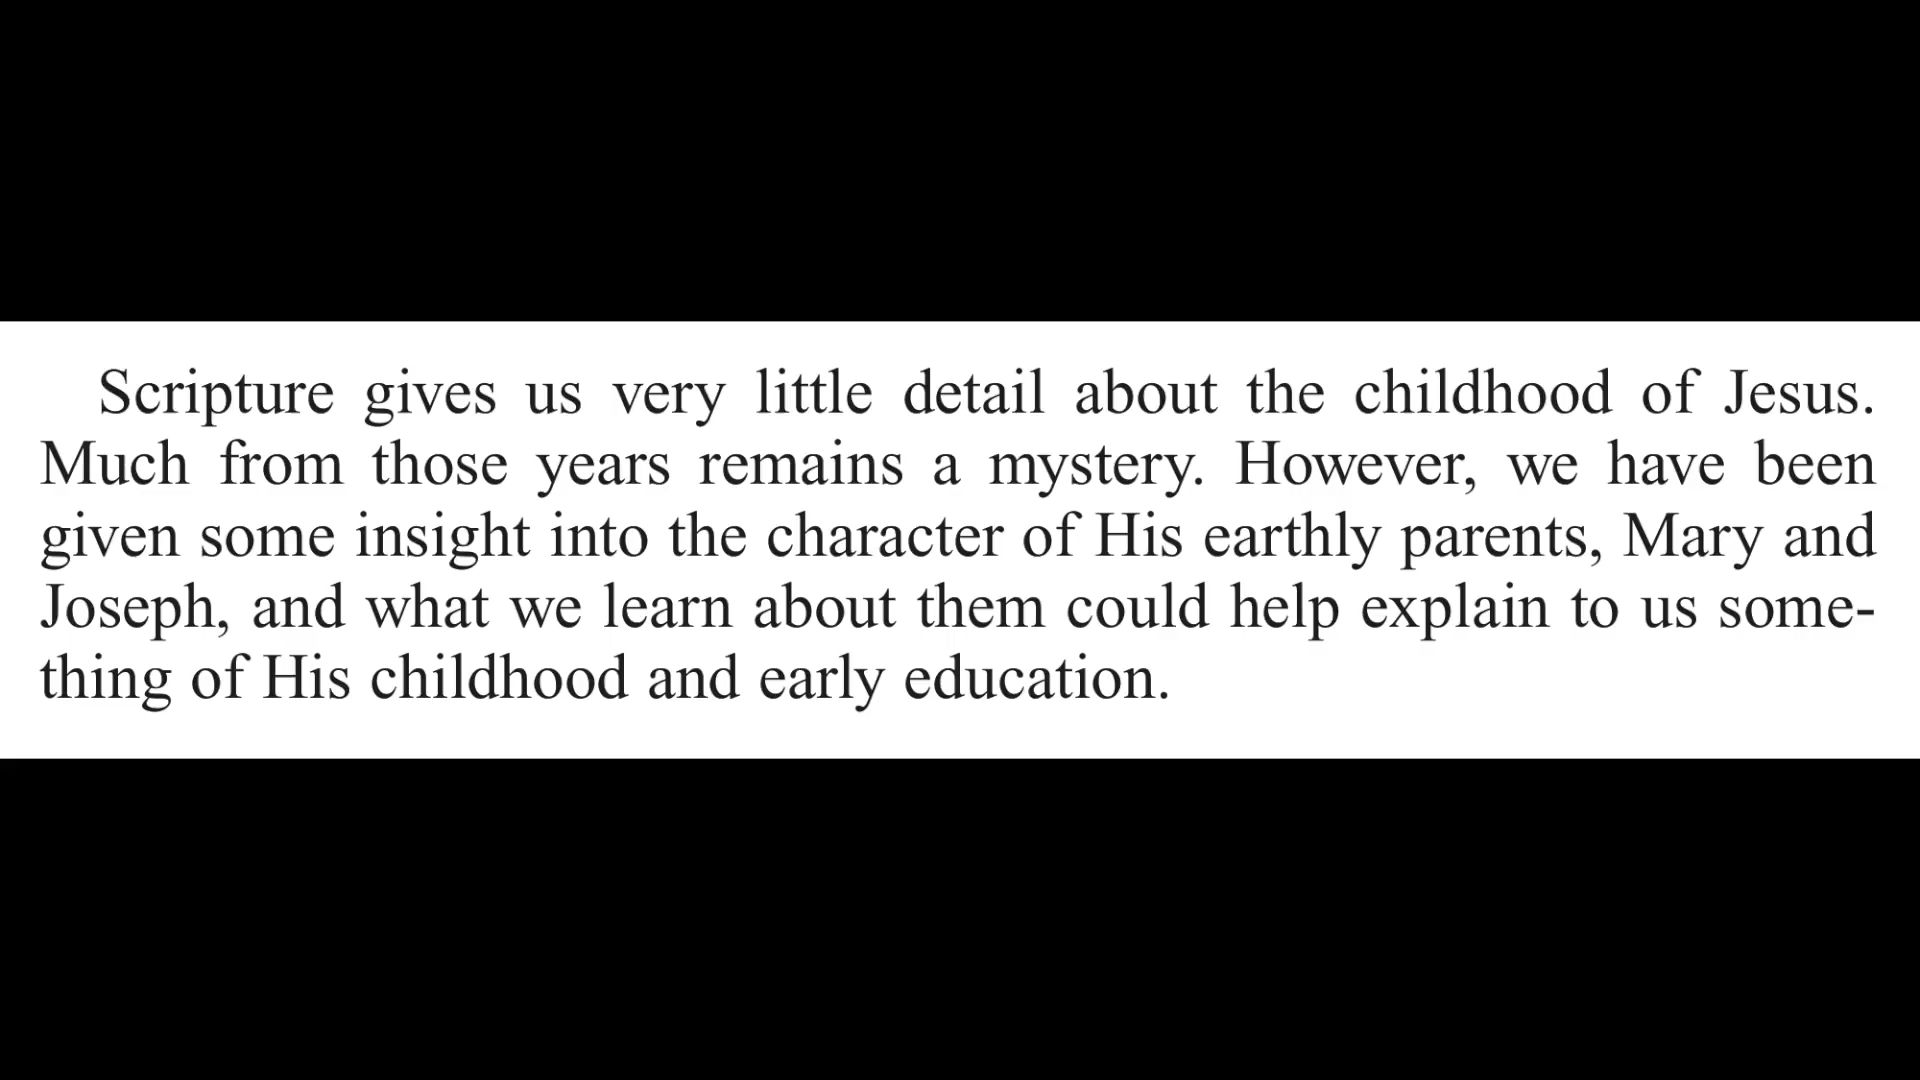 Scripture gives us very little detail about the childhood of Jesus.
Much from those years remains a mystery. However, we have been
given some insight into the character of His earthly parents, Mary and
Joseph, and what we learn about them could help explain to us some-
thing of His childhood and early education.